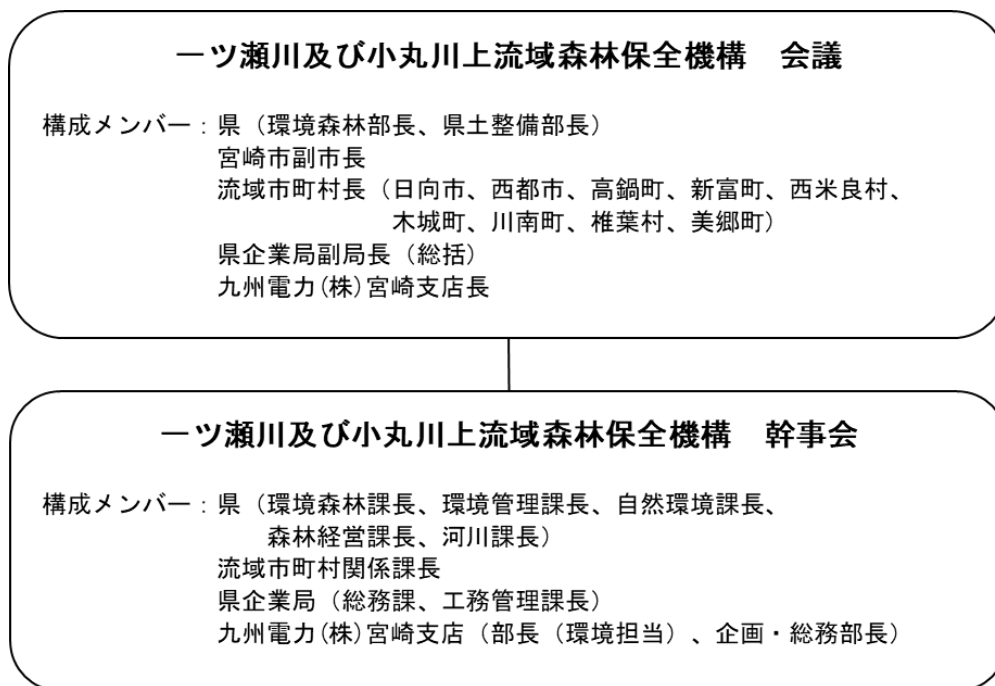 一ツ瀬川及び小丸川上流域森林保全機構　会議
構成メンバー：県（環境森林部長、県土整備部長）
宮崎市副市長
流域市町村長（日向市、西都市、高鍋町、新富町、西米良村、
木城町、川南町、椎葉村、美郷町）
県企業局副局長（総括）
九州電力(株)宮崎支店長
一ツ瀬川及び小丸川上流域森林保全機構　幹事会
構成メンバー：県（環境森林課長、環境管理課長、自然環境課長、
森林経営課長、河川課長）
流域市町村関係課長
県企業局（総務課、工務管理課長）
九州電力(株)宮崎支店（部長（環境担当）、企画・総務部長）